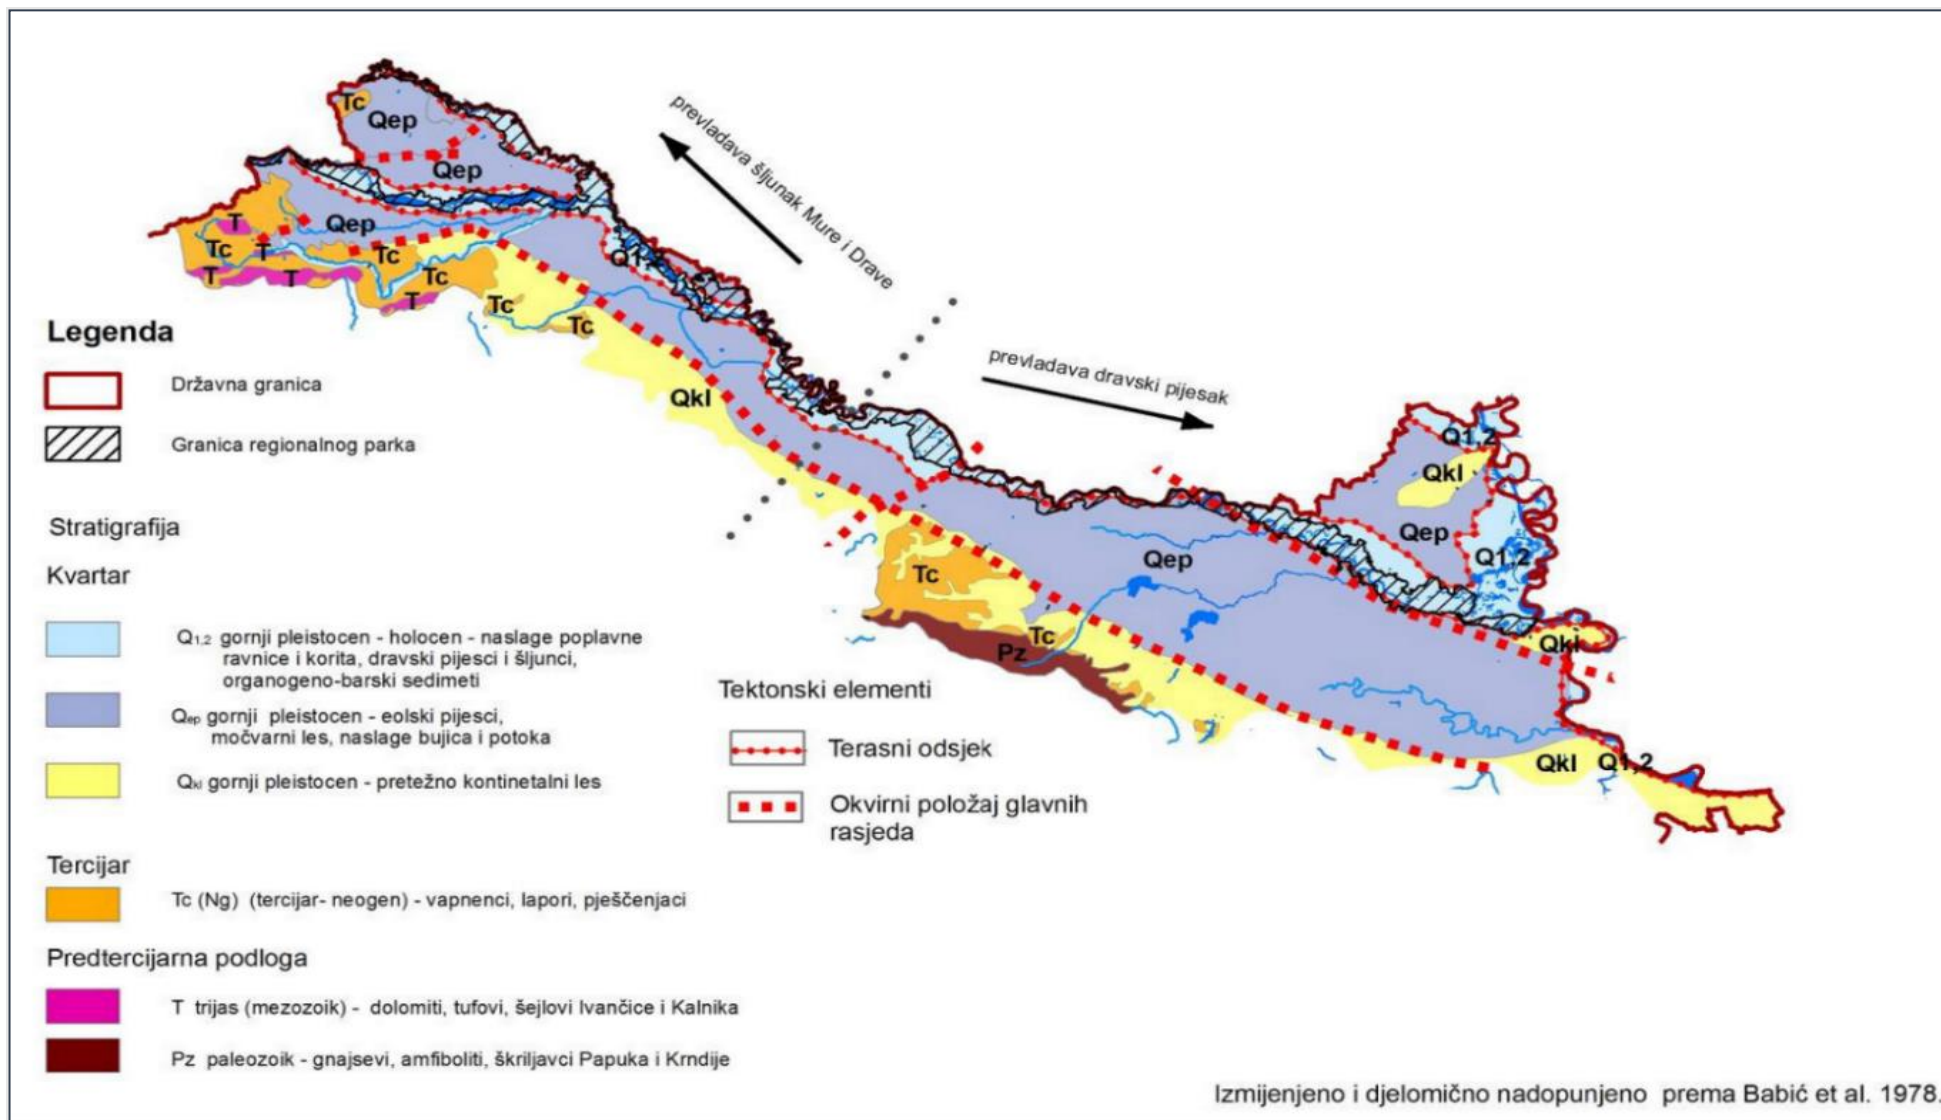 Tc
Qep
Qep
prevladava šljunak Mure i Drave
T
Qep
Tc
T
Tc
T
T
Tc
T
Q1,2
Tc
Tc
prevladava dravski pijesak
Qkl
Q1,2
Qkl
Qep
Q1,2
Qep
Tc
Tc
Pz
Qkl
Qkl
Q1,2
Legenda
Državna granica
Granica regionalnog parka
Stratigrafija
Kvartar
Q1,2 gornji pleistocen - holocen - naslage poplavne
ravnice i korita, dravski pijesci i šljunci,
organogeno-barski sedimeti
Qep gornji pleistocen - eolski pijesci,
močvarni les, naslage bujica i potoka
Qkl gornji pleistocen - pretežno kontinetalni les
Tercijar
Tc (Ng) (tercijar- neogen) - vapnenci, lapori, pješčenjaci
Predtercijarna podloga
T trijas (mezozoik) - dolomiti, tufovi, šejlovi Ivančice i Kalnika
Pz paleozoik - gnajsevi, amfiboliti, škriljavci Papuka i Krndije
Tektonski elementi
Terasni odsjek
Okvirni položaj glavnih
rasjeda
Izmijenjeno i djelomično nadopunjeno prema Babić et al. 1978.